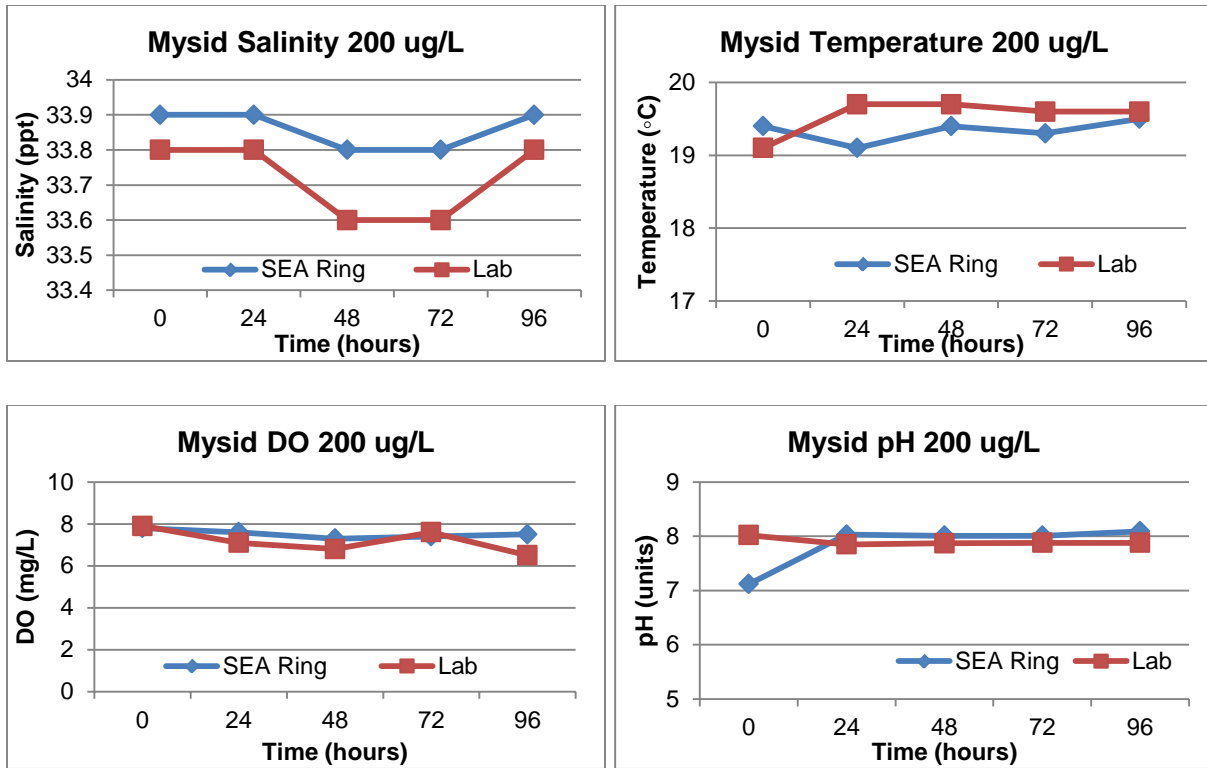 Mysid Salinity 200 ug/L
34
33.9
33.8
33.7
33.6
33.5
33.4
Salinity (ppt)
SEA Ring Lab
0 24 48 72 96
Time (hours)
Mysid Temperature 200 ug/L
20
19
18
17
Temperature (◦C)
SEA Ring Lab
0 24 48 72 96
Time (hours)
Mysid DO 200 ug/L
10
8
6
4
2
0
DO (mg/L)
SEA Ring Lab
0 24 48 72 96
Time (hours)
Mysid pH 200 ug/L
9
8
7
6
5
pH (units)
SEA Ring Lab
0 24 48 72 96
Time (hours)